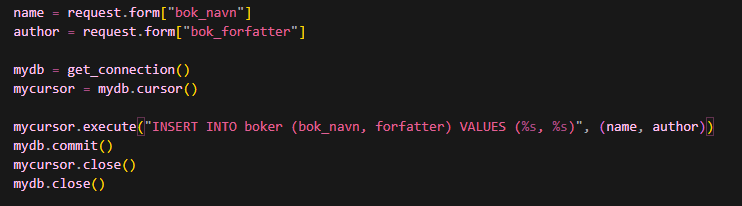 name = request.form["bok_navn"]
author = request.form["bok_forfatter"]
mydb = get_connection()
mycursor = mydb.cursor()
mycursor.execute("INSERT INTO boker (bok_navn, forfatter) VALUES (%s, %s)", (name, author))
mydb.commit()
mycursor.close()
mydb.close()